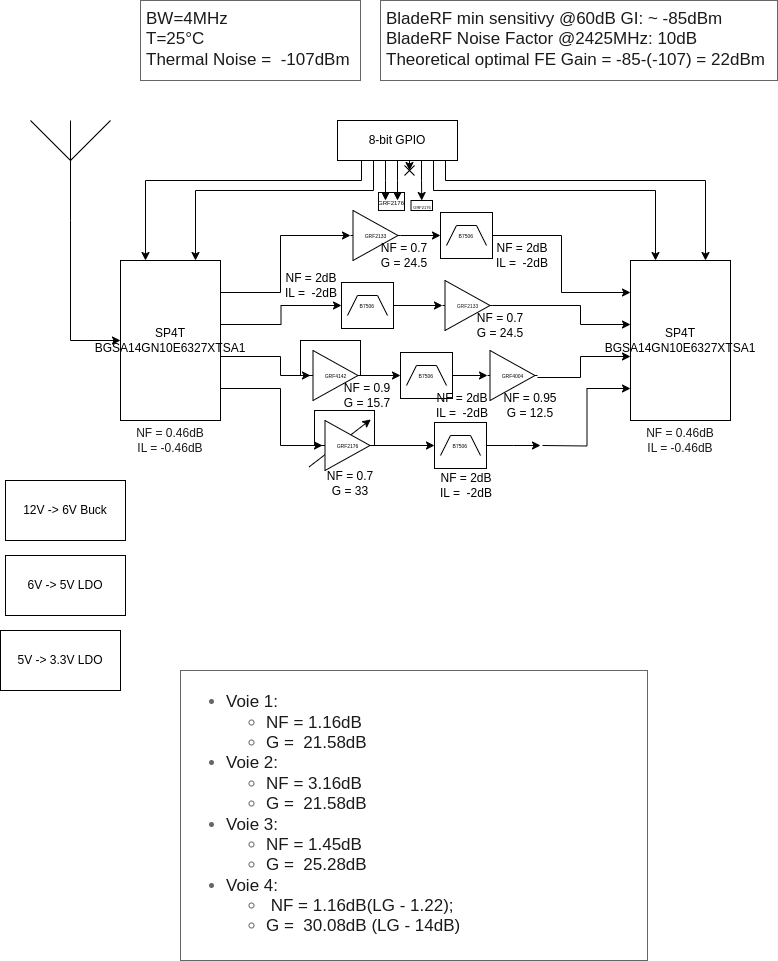 BW=4MHz
T=25°C
Thermal Noise = -107dBm
BladeRF min sensitivy @60dB GI: ~ -85dBm
BladeRF Noise Factor @2425MHz: 10dB
Theoretical optimal FE Gain = -85-(-107) = 22dBm
8-bit GPIO
GRF2176
GRF2176
GRF2133
NF = 0.7
G = 24.5
B7506
NF = 2dB
IL = -2dB
NF = 2dB
IL = -2dB
B7506
GRF2133
NF = 0.7
G = 24.5
SP4T
BGSA14GN10E6327XTSA1
NF = 0.46dB
IL = -0.46dB
SP4T
BGSA14GN10E6327XTSA1
NF = 0.46dB
IL = -0.46dB
GRF4142
NF = 0.9
G = 15.7
B7506
NF = 2dB
IL = -2dB
GRF4004
NF = 0.95
G = 12.5
GRF2176
NF = 0.7
G = 33
B7506
NF = 2dB
IL = -2dB
12V -> 6V Buck
6V -> 5V LDO
5V -> 3.3V LDO
Voie 1:
NF = 1.16dB
G = 21.58dB
Voie 2:
NF = 3.16dB
G = 21.58dB
Voie 3:
NF = 1.45dB
G = 25.28dB
Voie 4:
NF = 1.16dB(LG - 1.22);
G = 30.08dB (LG - 14dB)